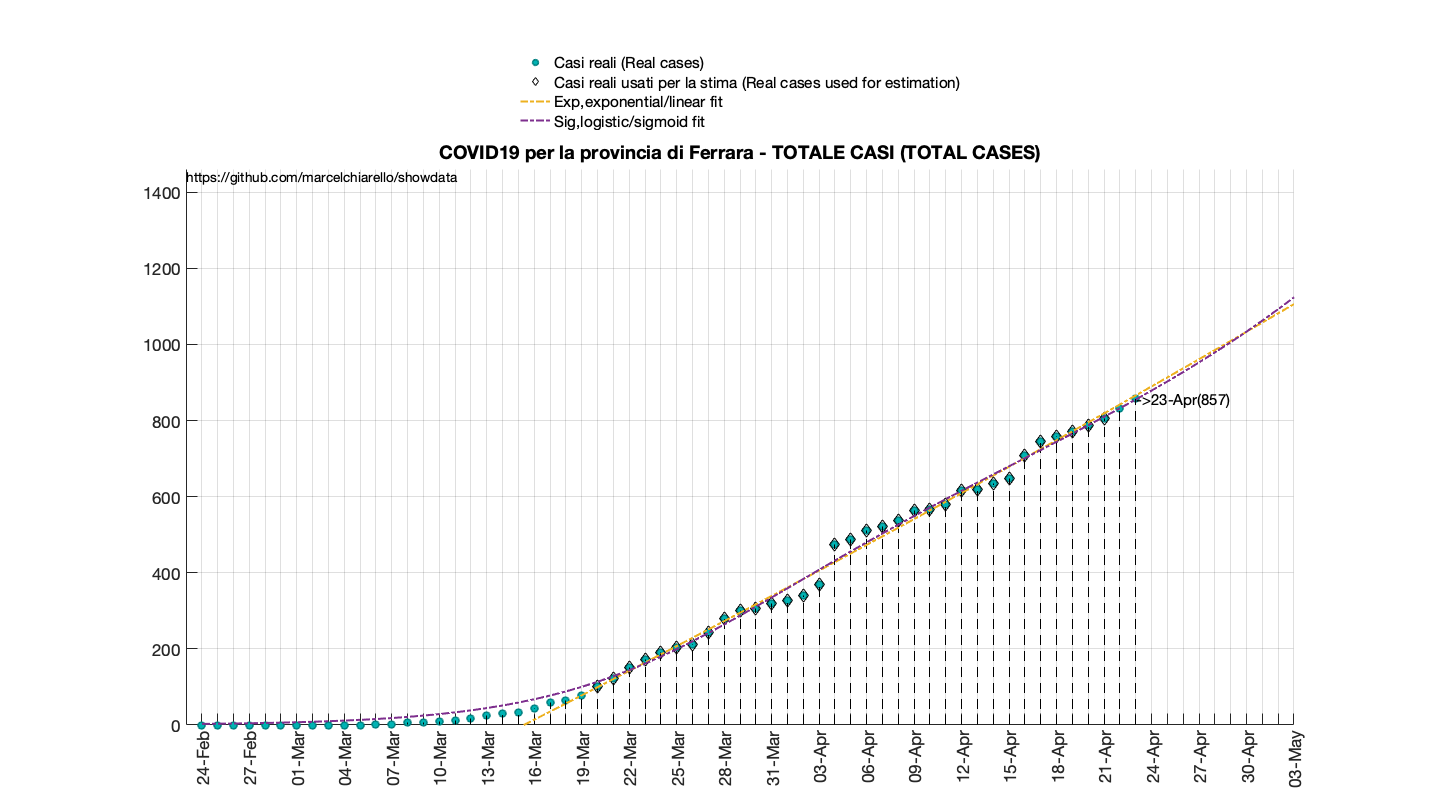 Casi reali (Real cases)
Casi reali usati per la stima (Real cases used for estimation)
Exp,exponential/linear fit
Sig,logistic/sigmoid fit
COVID19 per la provincia di Ferrara - TOTALE CASI (TOTAL CASES)
https://github.com/marcelchiarello/showdata
1400
1200
1000
800
600
400
200
0
>23-Apr(857)
24-Feb
27-Feb
01-Mar
04-Mar
07-Mar
10-Mar
13-Mar
16-Mar
19-Mar
22-Mar
25-Mar
28-Mar
31-Mar
03-Apr
06-Apr
09-Apr
12-Apr
15-Apr
18-Apr
21-Apr
24-Apr
27-Apr
30-Apr
03-May